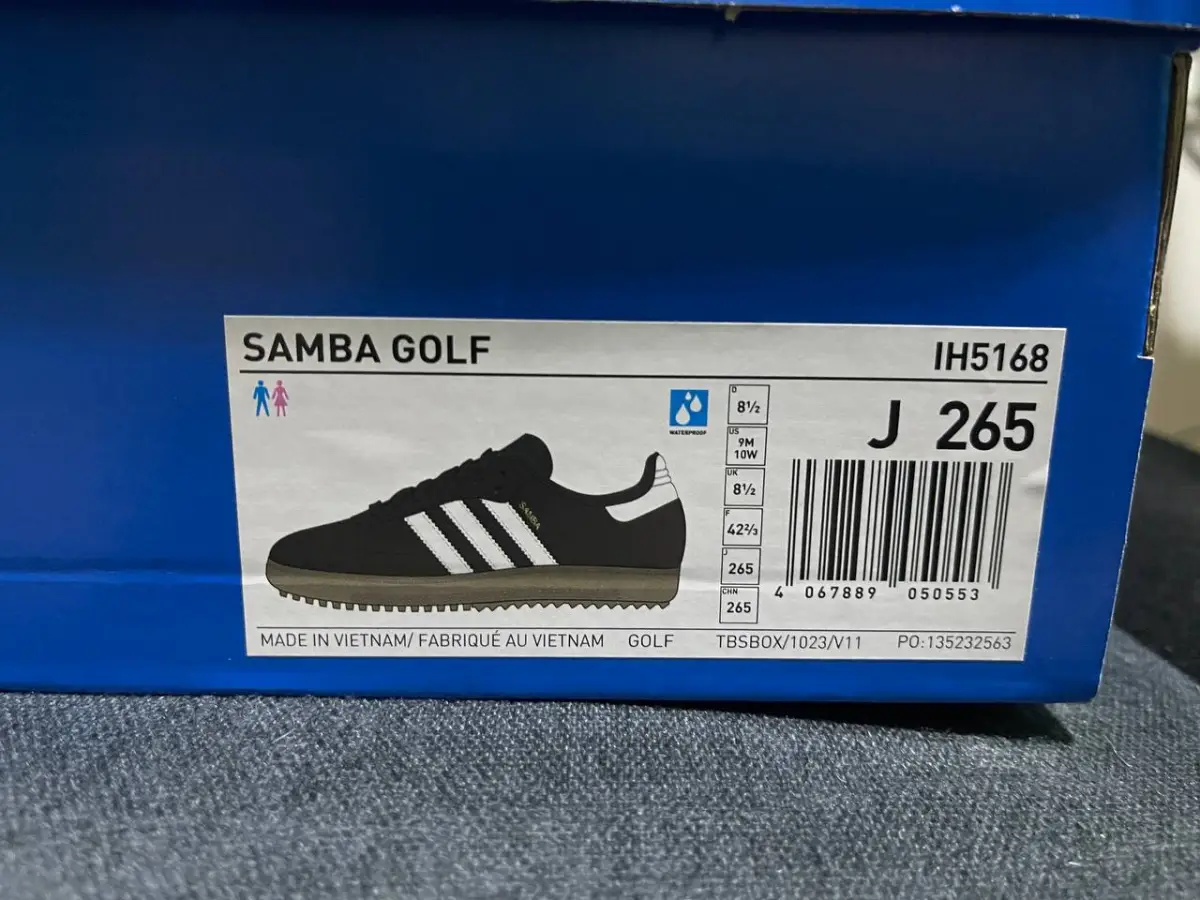 SAMBA GOLF
IH5168
WATERPROOF
SAMBA
J 265
D
8½
US
9M
10W
UK
8½
F
42⅔
J
265
CHN
265
4 067889 050553
MADE IN VIETNAM/ FABRIQUÉ AU VIETNAM GOLF TBSBOX/1023/V11 PO:135232563